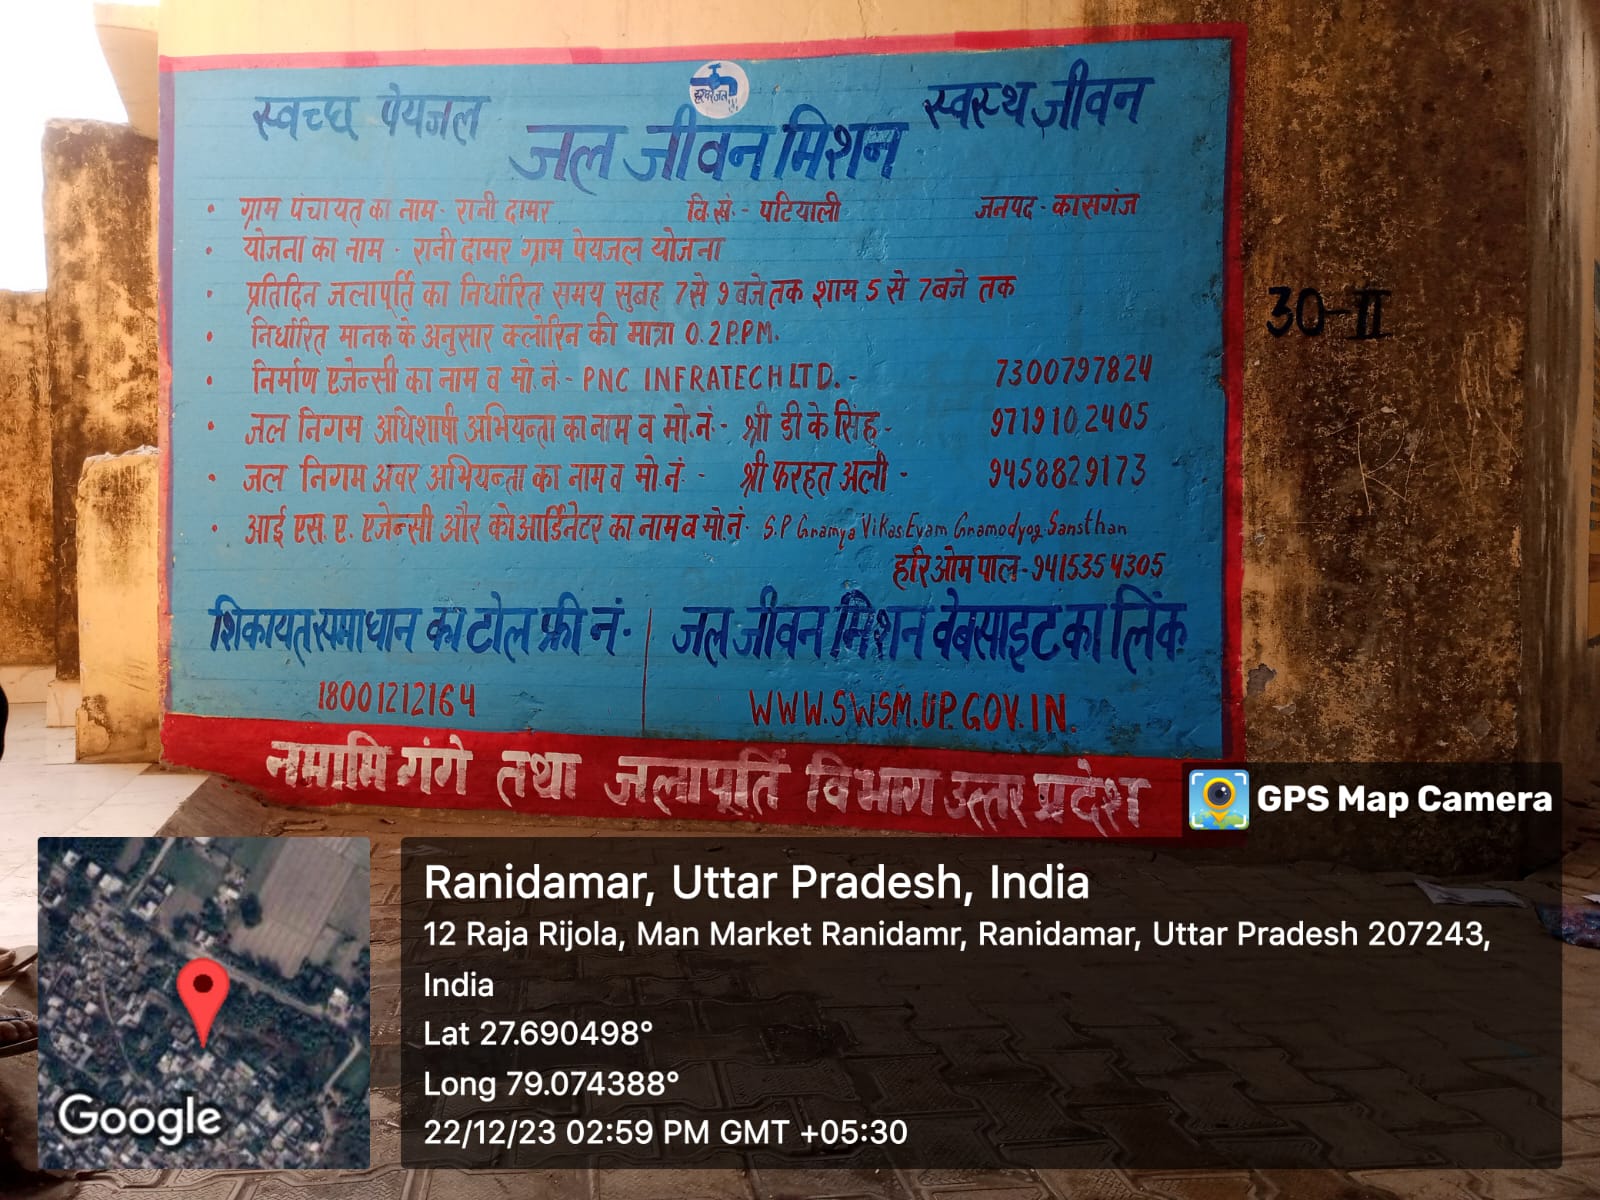 स्वच्छ पेयजल
हर घर जल
स्वस्थ जीवन
जल जीवन मिशन
• ग्राम पंचायत का नाम - रानी दामर वि.खं. - पटियाली जनपद - कासगंज
• योजना का नाम - रानी दामर ग्राम पेयजल योजना
• प्रतिदिन जलापूर्ति का निर्धारित समय सुबह 7 से 9 बजे तक शाम 5 से 7 बजे तक
• निर्धारित मानक के अनुसार क्लोरिन की मात्रा 0.2 P.P.M.
• निर्माण एजेन्सी का नाम व मो.नं - PNC INFRATECH LTD. - 7300797824
• जल निगम अधिशाषी अभियन्ता का नाम व मो.नं - श्री डी के सिंह - 9719102405
• जल निगम अवर अभियन्ता का नाम व मो.नं - श्री फरहत अली - 9458829173
• आई एस. ए. एजेन्सी और कोआर्डिनेटर का नाम व मो.नं - S.P Gramya Vikas Evam Gramodyog Sansthan
हरि ओम पाल - 9415354305
शिकायत समाधान का टोल फ्री नं. जल जीवन मिशन वेबसाइट का लिंक
18001212164 WWW.SWSM.UP.GOV.IN.
नमामि गंगे तथा जलापूर्ति विभाग उत्तर प्रदेश
30-II
GPS Map Camera
Ranidamar, Uttar Pradesh, India
12 Raja Rijola, Man Market Ranidamr, Ranidamar, Uttar Pradesh 207243,
India
Lat 27.690498°
Long 79.074388°
22/12/23 02:59 PM GMT +05:30
Google